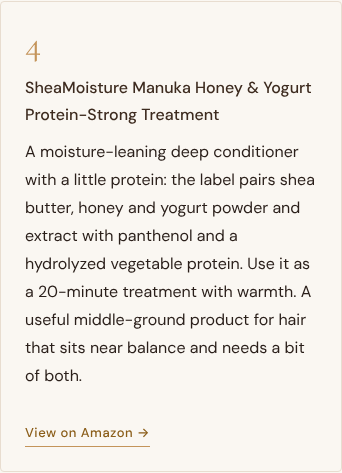 4
SheaMoisture Manuka Honey & Yogurt
Protein-Strong Treatment
A moisture-leaning deep conditioner
with a little protein: the label pairs shea
butter, honey and yogurt powder and
extract with panthenol and a
hydrolyzed vegetable protein. Use it as
a 20-minute treatment with warmth. A
useful middle-ground product for hair
that sits near balance and needs a bit
of both.
View on Amazon →